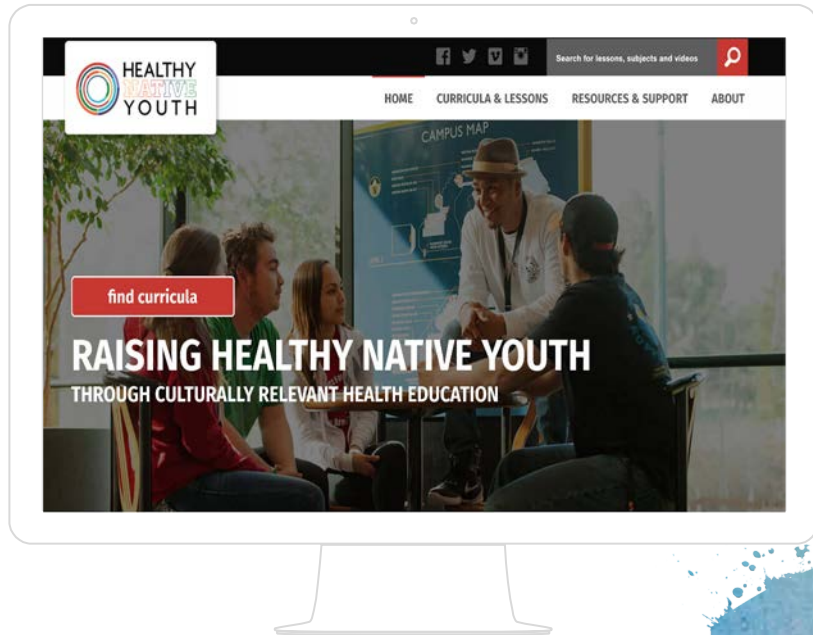 HEALTHY
NATIVE
YOUTH
Search for lessons, subjects and videos
HOME CURRICULA & LESSONS RESOURCES & SUPPORT ABOUT
CAMPUS MAP
find curricula
RAISING HEALTHY NATIVE YOUTH
THROUGH CULTURALLY RELEVANT HEALTH EDUCATION